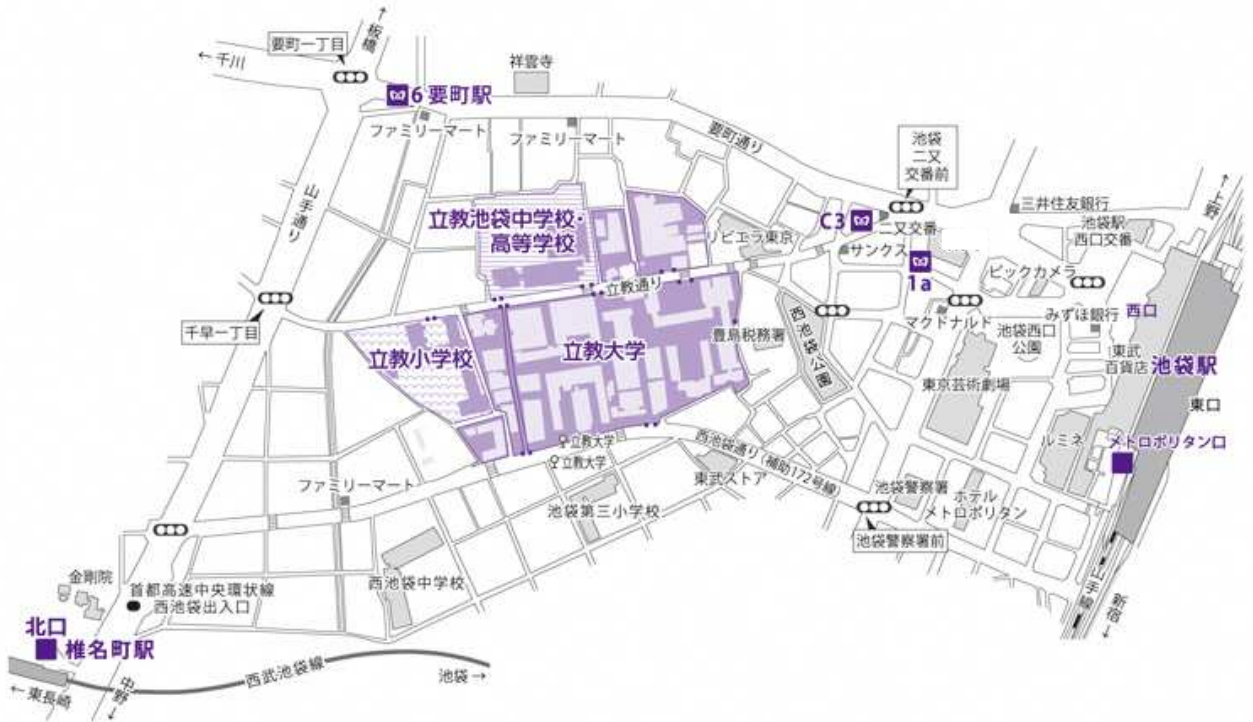 ↑板橋
要町一丁目
←千川
6 要町駅
祥雲寺
ファミリーマート
ファミリーマート
要町通り
池袋
二又
交番前
↑上野
三井住友銀行
池袋駅
西口交番
山手通り
立教池袋中学校・
高等学校
C3
二又交番
リビエラ東京
サンクス
1a
ビックカメラ
立教通り
千早一丁目
マクドナルド
みずほ銀行
西口
池袋西口
公園
豊島税務署
西池袋公園
東武
百貨店
池袋駅
立教小学校
立教大学
東京芸術劇場
東口
立教大学
立教大学
西池袋通り(補助172号線)
ルミネ
メトロポリタン口
東武ストア
ファミリーマート
池袋警察署
ホテル
メトロポリタン
池袋第三小学校
池袋警察署前
西池袋中学校
金剛院
首都高速中央環状線
西池袋出入口
山手線
新宿↓
北口
椎名町駅
西武池袋線
池袋→
←東長崎
中野↓